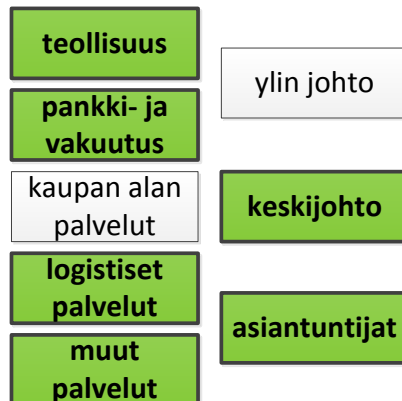 teollisuus
pankki- ja
vakuutus
kaupan alan
palvelut
logistiset
palvelut
muut
palvelut
ylin johto
keskijohto
asiantuntijat